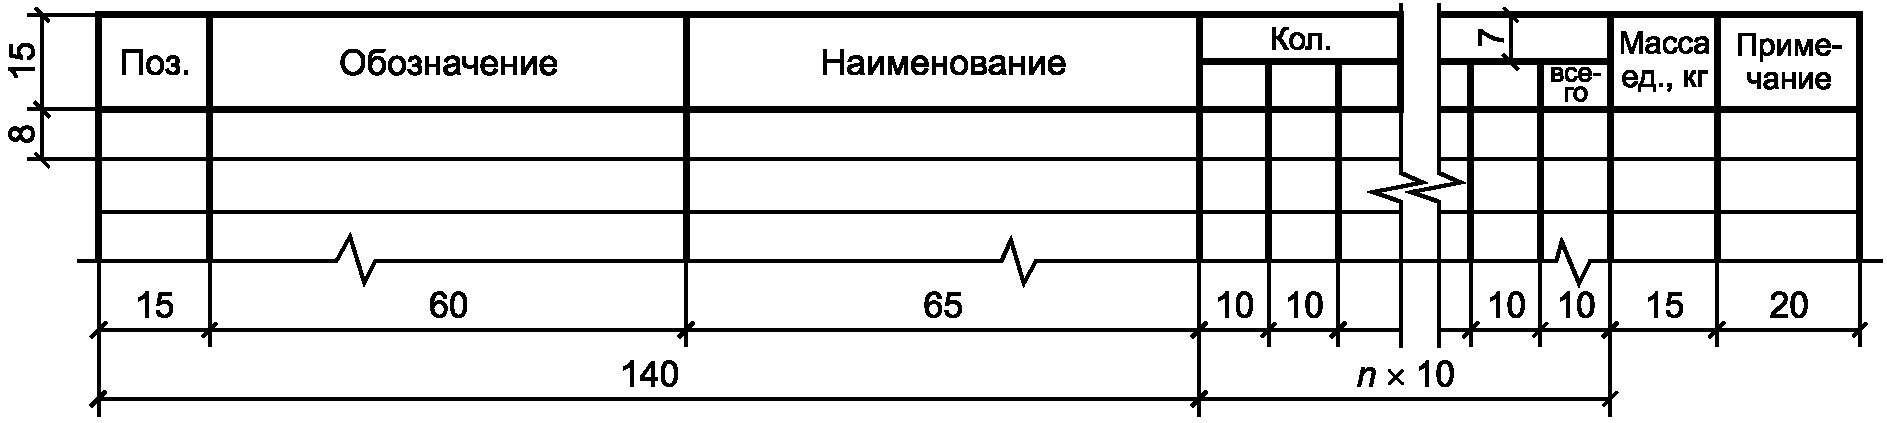 15
8
Поз.
Обозначение
Наименование
Кол.
7
все-
го
Масса
ед., кг
Приме-
чание
15 60 65 10 10 10 10 15 20
140 n × 10